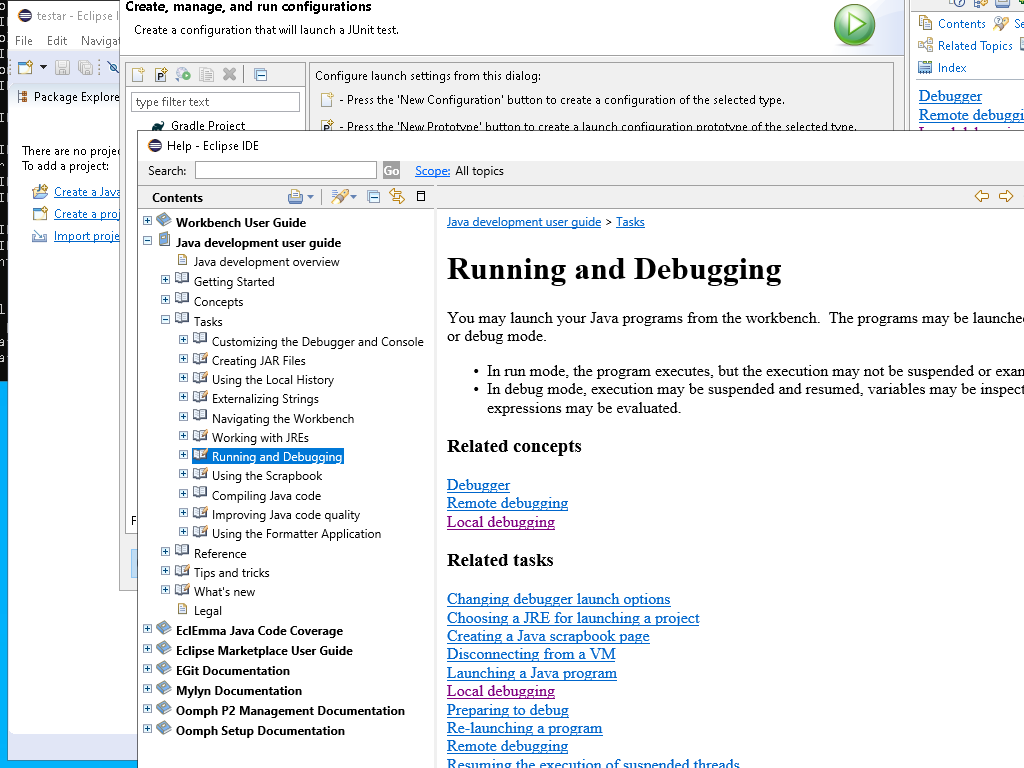 testar - Eclipse I
Create, manage, and run configurations
Create a configuration that will launch a JUnit test.
File Edit Navigat
Package Explore
There are no projec
To add a project:
Create a Java
Create a proj
Import proje
type filter text
Gradle Project
Configure launch settings from this dialog:
- Press the 'New Configuration' button to create a configuration of the selected type.
- Press the 'New Prototype' button to create a launch configuration prototype of the selected type.
Contents Se
Related Topics
Index
Debugger
Remote debuggi
Help - Eclipse IDE
Search: Go Scope: All topics
Contents
Workbench User Guide
Java development user guide
Java development overview
Getting Started
Concepts
Tasks
Customizing the Debugger and Console
Creating JAR Files
Using the Local History
Externalizing Strings
Navigating the Workbench
Working with JREs
Running and Debugging
Using the Scrapbook
Compiling Java code
Improving Java code quality
Using the Formatter Application
Reference
Tips and tricks
What's new
Legal
EclEmma Java Code Coverage
Eclipse Marketplace User Guide
EGit Documentation
Mylyn Documentation
Oomph P2 Management Documentation
Oomph Setup Documentation
Java development user guide > Tasks
Running and Debugging
You may launch your Java programs from the workbench. The programs may be launche
or debug mode.
• In run mode, the program executes, but the execution may not be suspended or exam
• In debug mode, execution may be suspended and resumed, variables may be inspect
expressions may be evaluated.
Related concepts
Debugger
Remote debugging
Local debugging
Related tasks
Changing debugger launch options
Choosing a JRE for launching a project
Creating a Java scrapbook page
Disconnecting from a VM
Launching a Java program
Local debugging
Preparing to debug
Re-launching a program
Remote debugging
Resuming the execution of suspended threads